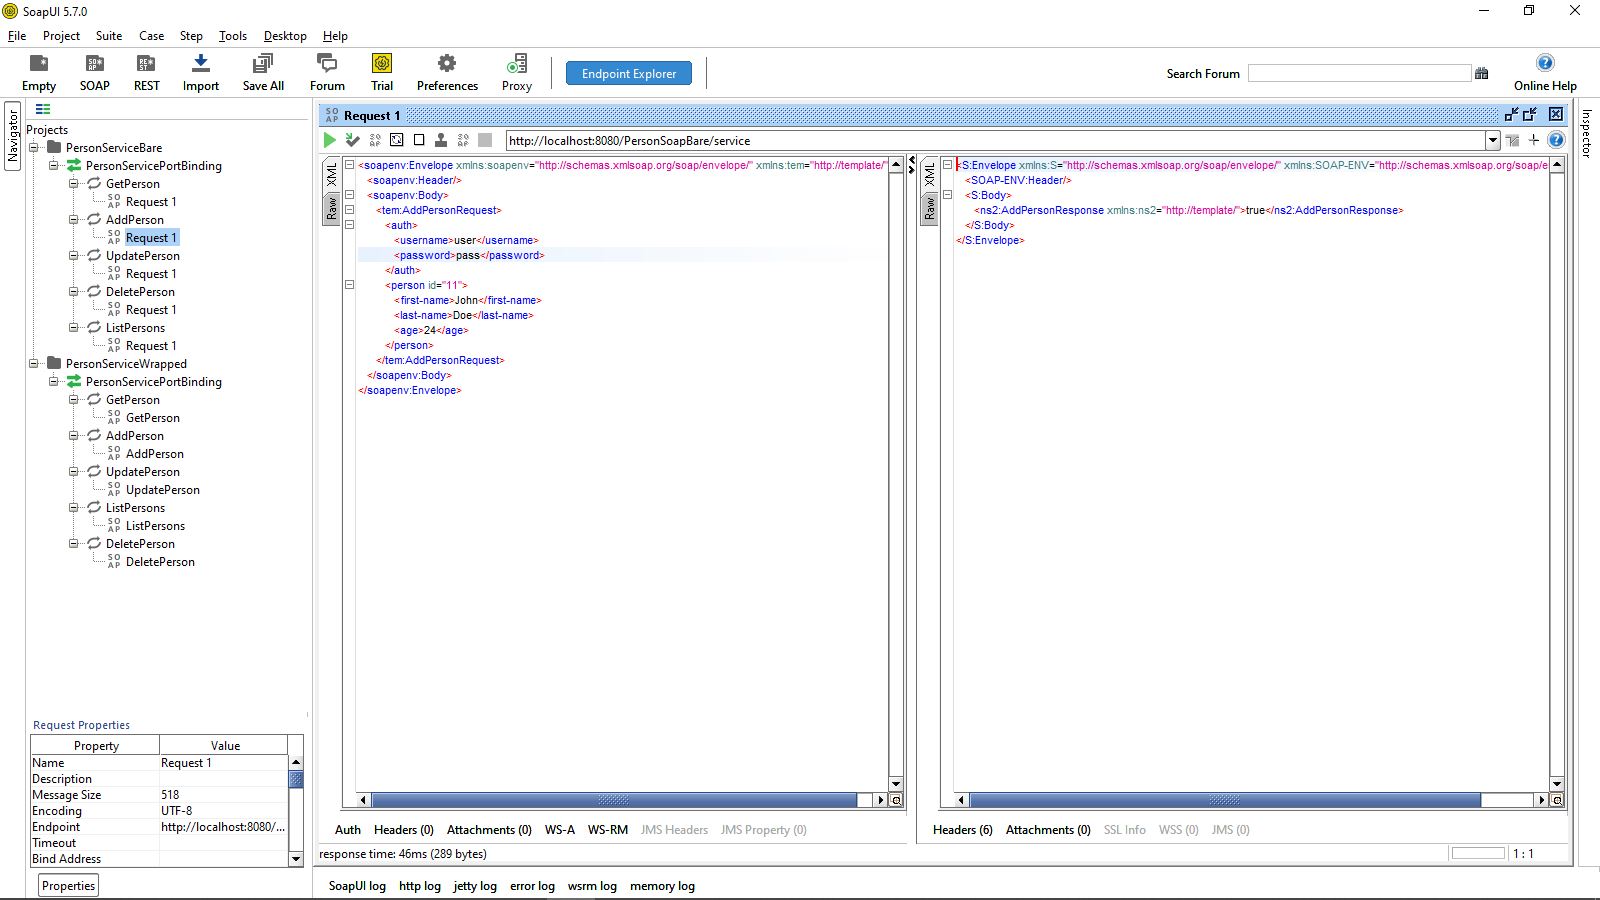 SoapUI 5.7.0
File Project Suite Case Step Tools Desktop Help
Empty SOAP REST Import Save All Forum Trial Preferences Proxy
Endpoint Explorer
Search Forum
Online Help
Navigator
Projects
PersonServiceBare
PersonServicePortBinding
GetPerson
Request 1
AddPerson
Request 1
UpdatePerson
Request 1
DeletePerson
Request 1
ListPersons
Request 1
PersonServiceWrapped
PersonServicePortBinding
GetPerson
GetPerson
AddPerson
AddPerson
UpdatePerson
UpdatePerson
ListPersons
ListPersons
DeletePerson
DeletePerson
Request Properties
Property Value
Name Request 1
Description
Message Size 518
Encoding UTF-8
Endpoint http://localhost:8080/...
Timeout
Bind Address
Properties
Request 1
http://localhost:8080/PersonSoapBare/service
XML
Raw
<soapenv:Envelope xmlns:soapenv="http://schemas.xmlsoap.org/soap/envelope/" xmlns:tem="http://template/"
<soapenv:Header/>
<soapenv:Body>
<tem:AddPersonRequest>
<auth>
<username>user</username>
<password>pass</password>
</auth>
<person id="11">
<first-name>John</first-name>
<last-name>Doe</last-name>
<age>24</age>
</person>
</tem:AddPersonRequest>
</soapenv:Body>
</soapenv:Envelope>
Auth Headers (0) Attachments (0) WS-A WS-RM JMS Headers JMS Property (0)
XML
Raw
<S:Envelope xmlns:S="http://schemas.xmlsoap.org/soap/envelope/" xmlns:SOAP-ENV="http://schemas.xmlsoap.org/soap/e
<SOAP-ENV:Header/>
<S:Body>
<ns2:AddPersonResponse xmlns:ns2="http://template/">true</ns2:AddPersonResponse>
</S:Body>
</S:Envelope>
Headers (6) Attachments (0) SSL Info WSS (0) JMS (0)
response time: 46ms (289 bytes)
1 : 1
Inspector
SoapUI log http log jetty log error log wsrm log memory log